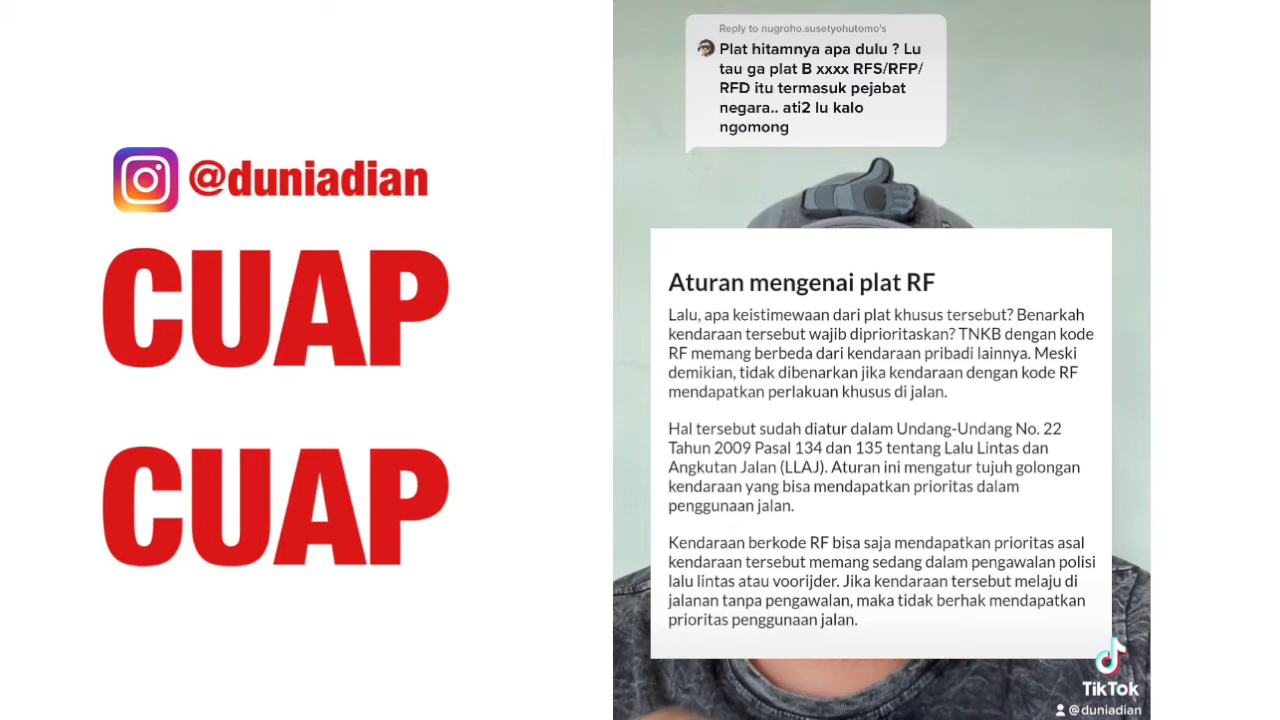 @duniadian
CUAP
CUAP
Reply to nugroho.susetyohutomo's
Plat hitamnya apa dulu ? Lu
tau ga plat B xxxx RFS/RFP/
RFD itu termasuk pejabat
negara.. ati2 lu kalo
ngomong
Aturan mengenai plat RF
Lalu, apa keistimewaan dari plat khusus tersebut? Benarkah
kendaraan tersebut wajib diprioritaskan? TNKB dengan kode
RF memang berbeda dari kendaraan pribadi lainnya. Meski
demikian, tidak dibenarkan jika kendaraan dengan kode RF
mendapatkan perlakuan khusus di jalan.
Hal tersebut sudah diatur dalam Undang-Undang No. 22
Tahun 2009 Pasal 134 dan 135 tentang Lalu Lintas dan
Angkutan Jalan (LLAJ). Aturan ini mengatur tujuh golongan
kendaraan yang bisa mendapatkan prioritas dalam
penggunaan jalan.
Kendaraan berkode RF bisa saja mendapatkan prioritas asal
kendaraan tersebut memang sedang dalam pengawalan polisi
lalu lintas atau voorijder. Jika kendaraan tersebut melaju di
jalanan tanpa pengawalan, maka tidak berhak mendapatkan
prioritas penggunaan jalan.
TikTok
@duniadian